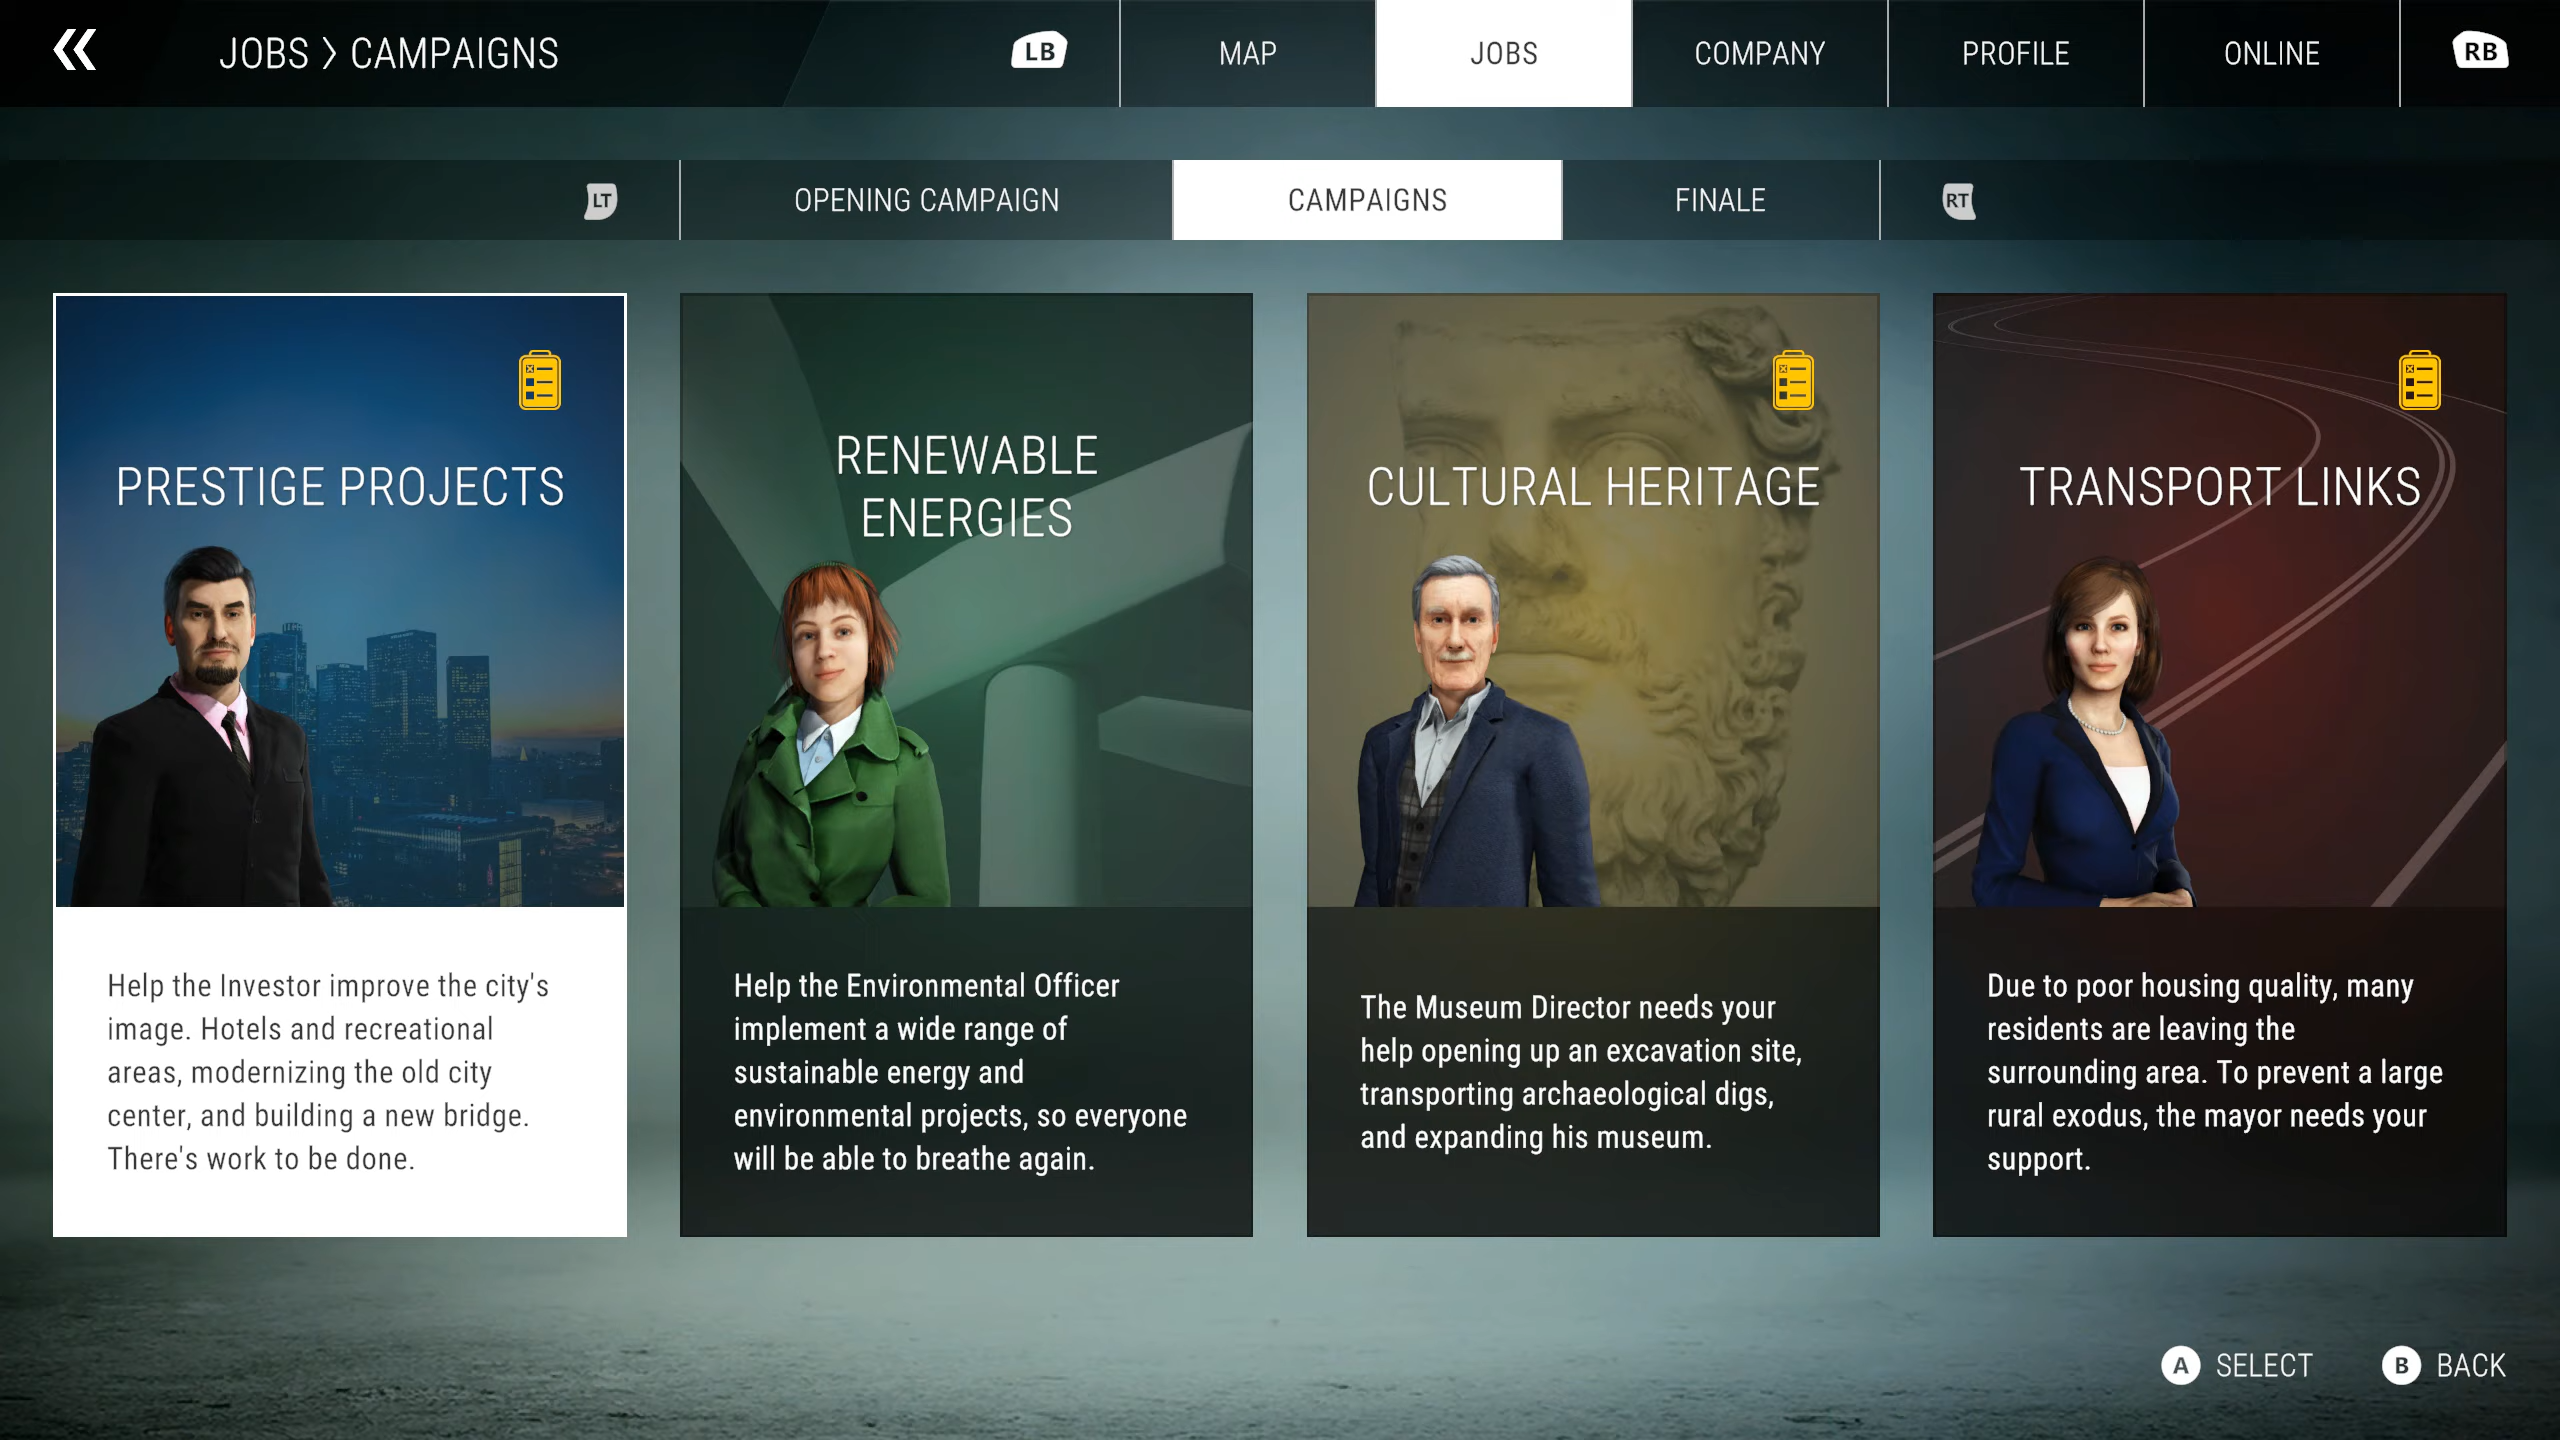 JOBS > CAMPAIGNS
LB
MAP
JOBS
COMPANY
PROFILE
ONLINE
RB
LT
OPENING CAMPAIGN
CAMPAIGNS
FINALE
RT
PRESTIGE PROJECTS
Help the Investor improve the city's
image. Hotels and recreational
areas, modernizing the old city
center, and building a new bridge.
There's work to be done.
RENEWABLE
ENERGIES
Help the Environmental Officer
implement a wide range of
sustainable energy and
environmental projects, so everyone
will be able to breathe again.
CULTURAL HERITAGE
The Museum Director needs your
help opening up an excavation site,
transporting archaeological digs,
and expanding his museum.
TRANSPORT LINKS
Due to poor housing quality, many
residents are leaving the
surrounding area. To prevent a large
rural exodus, the mayor needs your
support.
A SELECT
B BACK